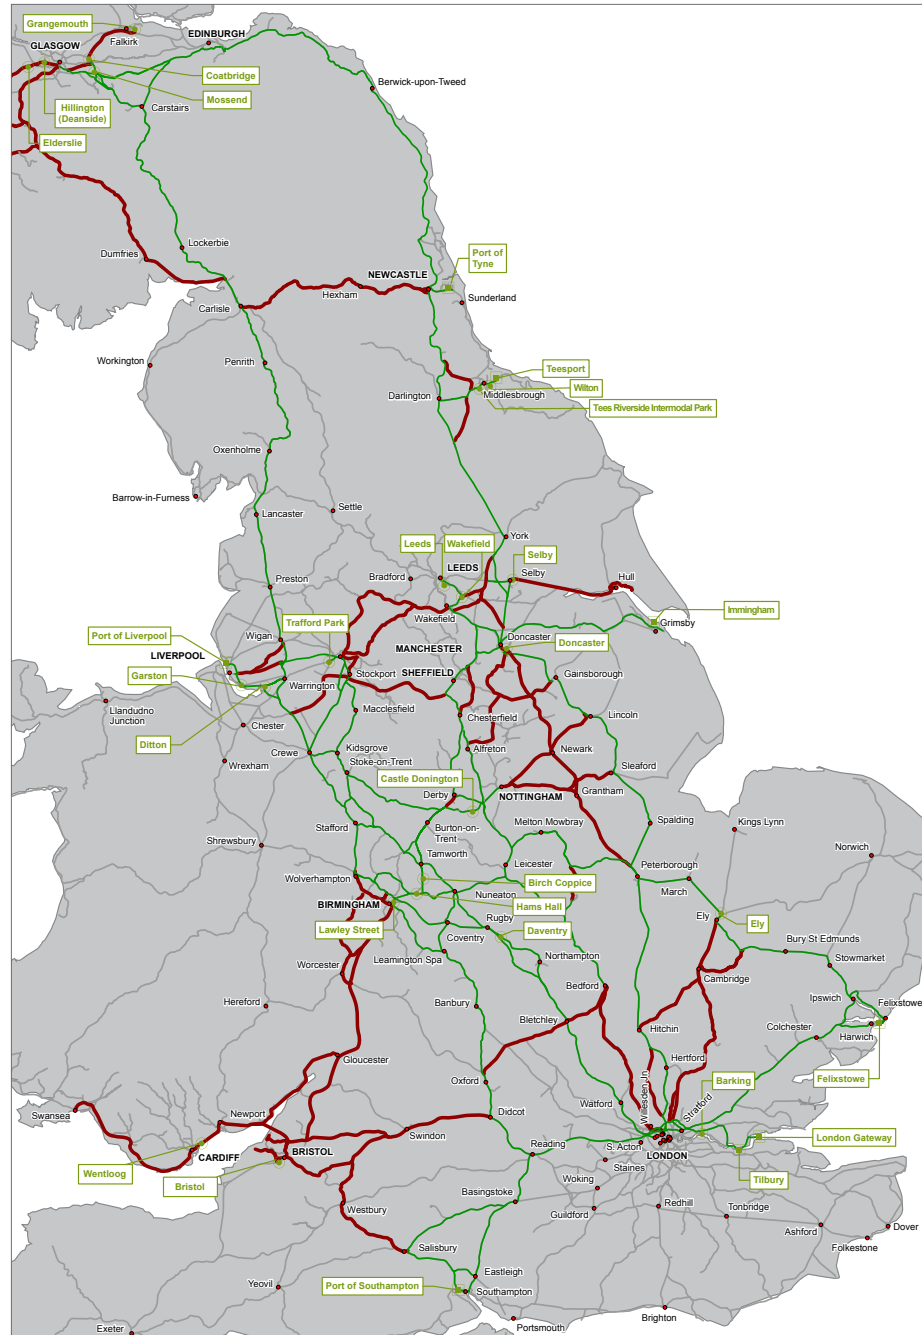 Grangemouth
Falkirk
EDINBURGH
GLASGOW
Coatbridge
Berwick-upon-Tweed
Mossend
Hillington
(Deanside)
Carstairs
Elderslie
Lockerbie
Dumfries
Port of
Tyne
NEWCASTLE
Hexham
Sunderland
Carlisle
Workington
Penrith
Teesport
Wilton
Darlington
Middlesbrough
Tees Riverside Intermodal Park
Oxenholme
Barrow-in-Furness
Settle
Lancaster
York
Leeds
Wakefield
Selby
LEEDS
Bradford
Selby
Hull
Preston
Immingham
Wakefield
Grimsby
Trafford Park
Wigan
Doncaster
Port of Liverpool
MANCHESTER
Doncaster
LIVERPOOL
SHEFFIELD
Stockport
Gainsborough
Garston
Warrington
Macclesfield
Llandudno
Junction
Chester
Chesterfield
Lincoln
Ditton
Crewe
Kidsgrove
Alfreton
Newark
Wrexham
Stoke-on-Trent
Sleaford
Castle Donington
Derby
NOTTINGHAM
Grantham
Stafford
Burton-on-
Trent
Melton Mowbray
Spalding
Kings Lynn
Shrewsbury
Norwich
Tamworth
Leicester
Peterborough
Wolverhampton
Birch Coppice
March
Nuneaton
BIRMINGHAM
Hams Hall
Rugby
Ely
Ely
Lawley Street
Daventry
Coventry
Bury St Edmunds
Leamington Spa
Northampton
Stowmarket
Worcester
Bedford
Cambridge
Hereford
Banbury
Ipswich
Felixstowe
Bletchley
Hitchin
Colchester
Harwich
Gloucester
Hertford
Oxford
Barking
Felixstowe
Swansea
Newport
Watford
Willesden Jn
Stratford
Didcot
Swindon
London Gateway
Reading
S. Acton
CARDIFF
BRISTOL
LONDON
Wentloog
Staines
Bristol
Tilbury
Woking
Basingstoke
Redhill
Westbury
Guildford
Tonbridge
Ashford
Dover
Folkestone
Salisbury
Eastleigh
Yeovil
Port of Southampton
Southampton
Brighton
Portsmouth
Exeter